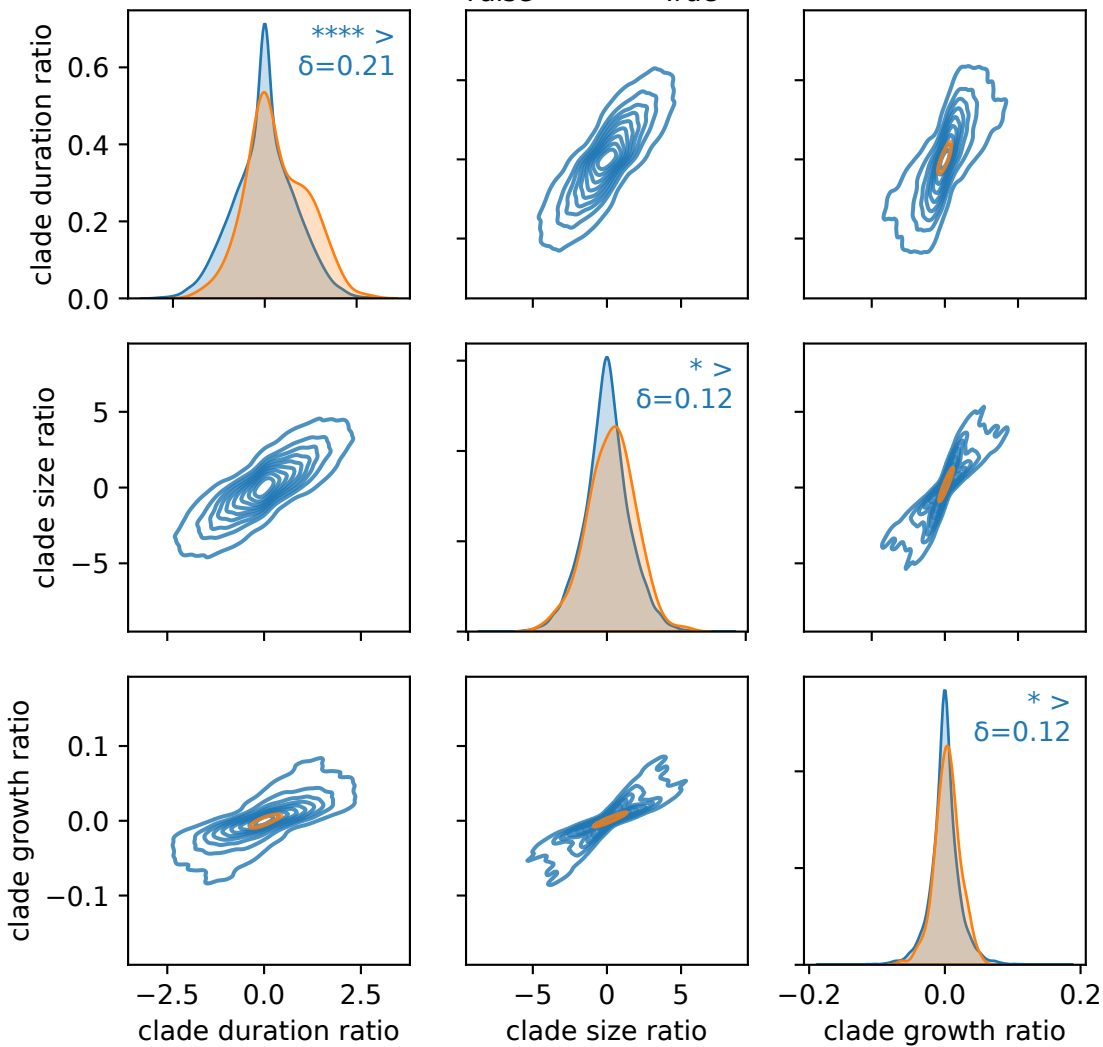 **** >
δ=0.21
clade duration ratio
0.6
0.4
0.2
0.0
* >
δ=0.12
clade size ratio
5
0
−5
* >
δ=0.12
clade growth ratio
0.1
0.0
−0.1
−2.5 0.0 2.5
−5 0 5
−0.2 0.0 0.2
clade duration ratio
clade size ratio
clade growth ratio